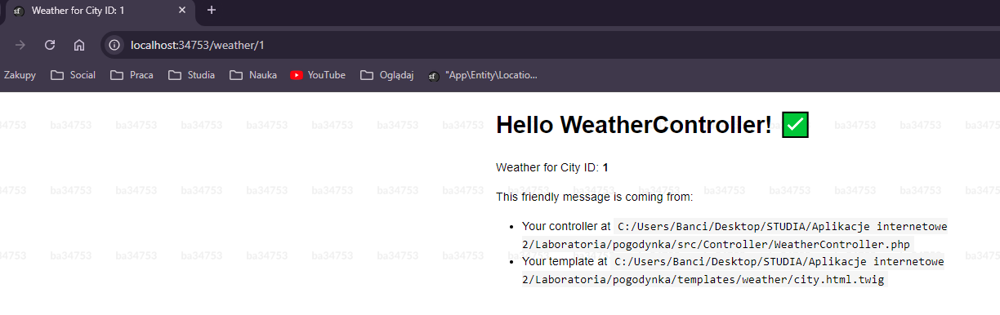 Weather for City ID: 1
localhost:34753/weather/1
Zakupy Social Praca Studia Nauka YouTube Oglądaj sf "App\Entity\Locatio...
Hello WeatherController! ✅
Weather for City ID: 1
This friendly message is coming from:
• Your controller at C:/Users/Banci/Desktop/STUDIA/Aplikacje internetowe
2/Laboratoria/pogodynka/src/Controller/WeatherController.php
• Your template at C:/Users/Banci/Desktop/STUDIA/Aplikacje internetowe
2/Laboratoria/pogodynka/templates/weather/city.html.twig
ba34753